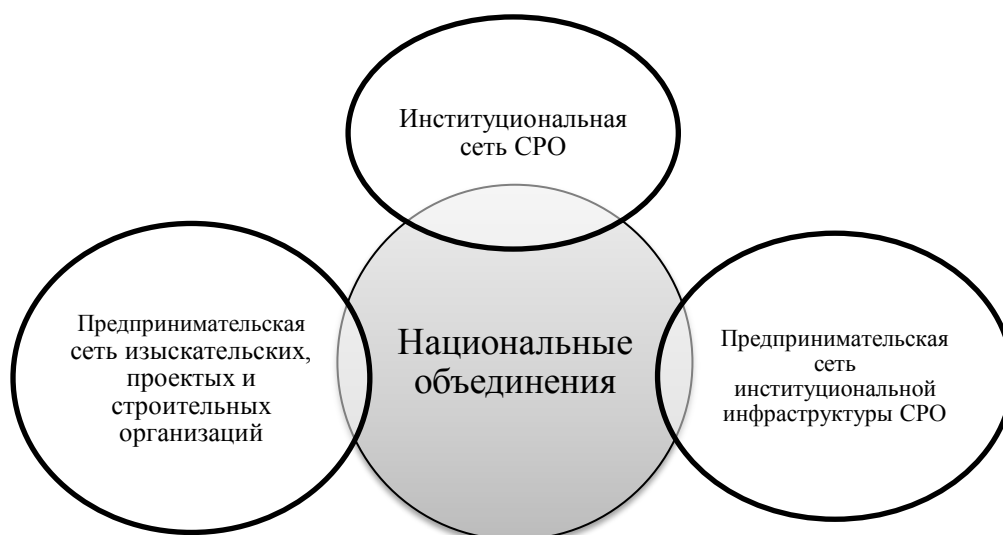 Институциональная
сеть СРО
Предпринимательская
сеть изыскательских,
проектых и
строительных
организаций
Национальные
объединения
Предпринимательская
сеть
институциональной
инфраструктуры СРО